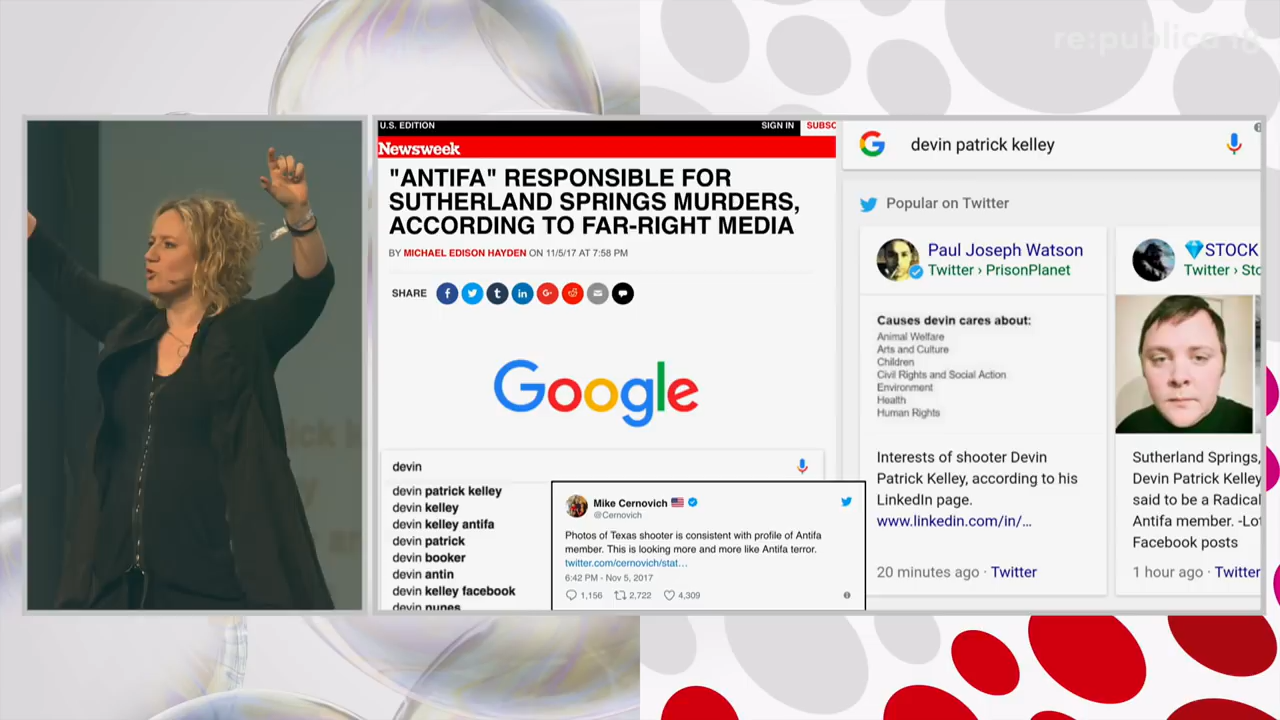 re:publica 18
U.S. EDITION
SIGN IN
SUBSC
Newsweek
"ANTIFA" RESPONSIBLE FOR
SUTHERLAND SPRINGS MURDERS,
ACCORDING TO FAR-RIGHT MEDIA
BY MICHAEL EDISON HAYDEN ON 11/5/17 AT 7:58 PM
SHARE
Google
devin
devin patrick kelley
devin kelley
devin kelley antifa
devin patrick
devin booker
devin antin
devin kelley facebook
devin nunes
Mike Cernovich
@Cernovich
Photos of Texas shooter is consistent with profile of Antifa
member. This is looking more and more like Antifa terror.
twitter.com/cernovich/stat…
6:42 PM - Nov 5, 2017
1,156
2,722
4,309
devin patrick kelley
Popular on Twitter
Paul Joseph Watson
Twitter › PrisonPlanet
Causes devin cares about:
Animal Welfare
Arts and Culture
Children
Civil Rights and Social Action
Environment
Health
Human Rights
Interests of shooter Devin
Patrick Kelley, according to his
LinkedIn page.
www.linkedin.com/in/…
20 minutes ago · Twitter
💎STOCK
Twitter › Sto
Sutherland Springs,
Devin Patrick Kelley
said to be a Radical
Antifa member. -Lot
Facebook posts
1 hour ago · Twitter